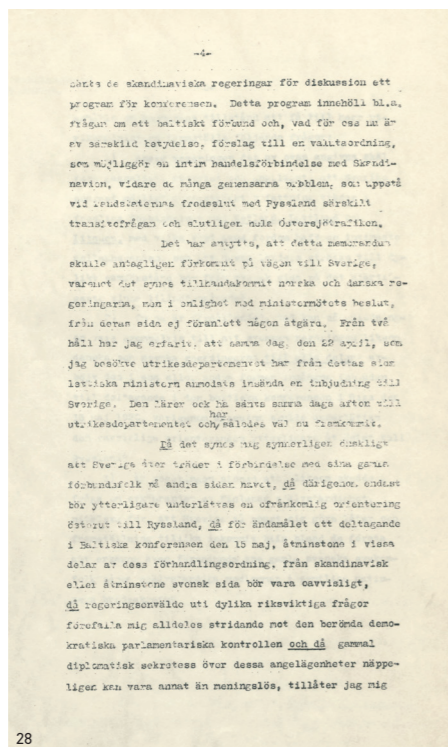 -4-
de skandinaviska regeringar för diskussion ett
program för konferensen. Detta program innehöll bl.a.
frågan om ett baltiskt förbund och, vad för oss nu är
av särskild betydelse, förslag till en valutaordning,
som möjliggör en intim handelsförbindelse med Skandi-
navien, vidare de många gemensamma problem, som uppstå
vid randstaternas fredsslut med Ryssland särskilt
transitofrågan och slutligen hela Östersjötrafiken.
Det har antytts, att detta memorandum
skulle antagligen förkommit på vägen till Sverige,
varemot det synes tillhandakommit norska och danska re-
geringarna, men i enlighet med ministermötets beslut,
från deras sida ej föranlett någon åtgärd. Från två
håll har jag erfarit, att samma dag, den 22 april, som
jag besökte utrikesdepartementet har från dettas
lettiska ministern insända en inbjudning till
Sverige. Den lärer ock ha sänts samma dags afton till
har
utrikesdepartementet och/således väl nu framkommit.
Då det synes mig synnerligen önskligt
att Sverige åter träder i förbindelse med sina gamla
förbundsfolk på andra sidan havet, då därigenom endast
bör ytterligare underlättas en ofrånkomlig orientering
österut till Ryssland, då för ändamålet ett deltagande
i Baltiska konferensen den 15 maj, åtminstone i vissa
delar av dess förhandlingsordning, från skandinavisk
eller åtminstone svensk sida bör vara oavvisligt,
då regeringsenvälde uti dylika riksviktiga frågor
förefalla mig alldeles stridande mot den berömda demo-
kratiska parlamentariska kontrollen och då gammal
diplomatisk sekretess över dessa angelägenheter näppe-
ligen kan vara annat än meningslös, tillåter jag mig
28